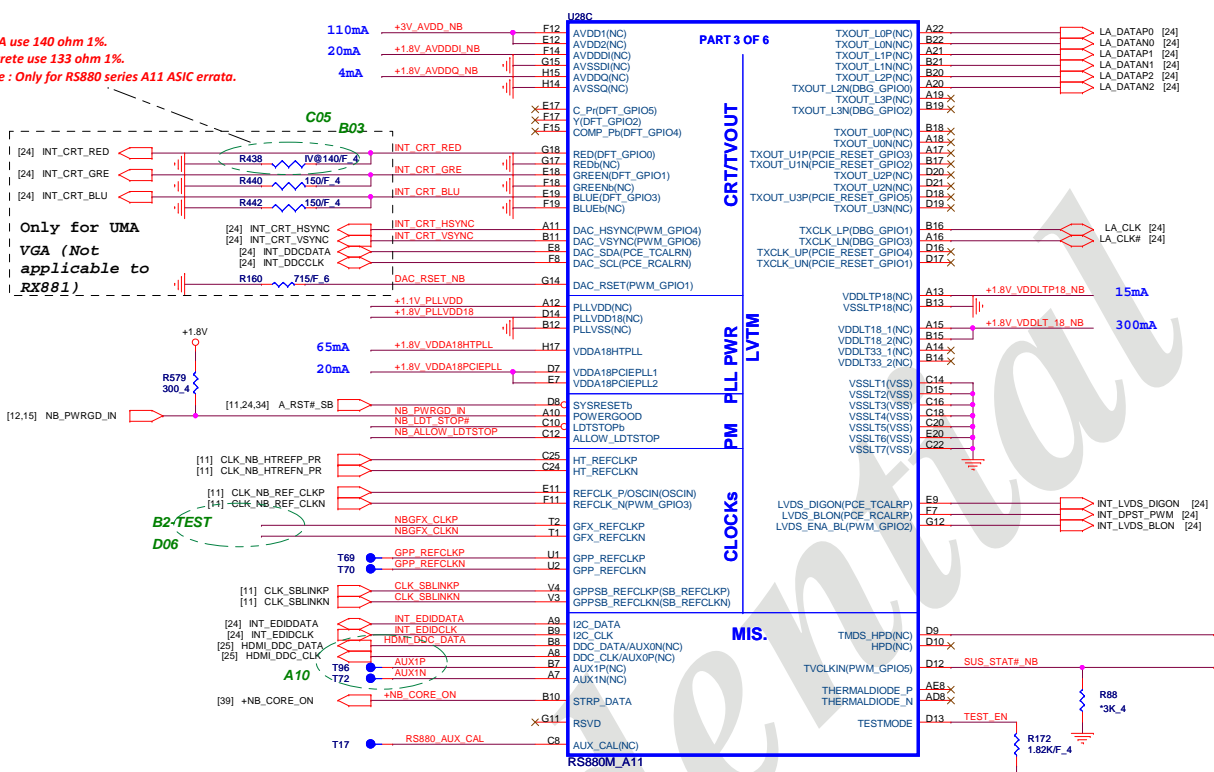 U28C
A use 140 ohm 1%.
rete use 133 ohm 1%.
e : Only for RS880 series A11 ASIC errata.
110mA +3V_AVDD_NB F12 AVDD1(NC)
E12 AVDD2(NC)
20mA +1.8V_AVDDDI_NB F14 AVDDDI(NC)
G15 AVSSDI(NC)
4mA +1.8V_AVDDQ_NB H15 AVDDQ(NC)
H14 AVSSQ(NC)
E17 C_Pr(DFT_GPIO5)
F17 Y(DFT_GPIO2)
F15 COMP_Pb(DFT_GPIO4)
C05
B03
[24] INT_CRT_RED INT_CRT_RED G18 RED(DFT_GPIO0)
R438 IV@140/F_4 G17 REDb(NC)
[24] INT_CRT_GRE INT_CRT_GRE E18 GREEN(DFT_GPIO1)
R440 150/F_4 F18 GREENb(NC)
[24] INT_CRT_BLU INT_CRT_BLU E19 BLUE(DFT_GPIO3)
R442 150/F_4 F19 BLUEb(NC)
Only for UMA
VGA (Not
applicable to
RX881)
[24] INT_CRT_HSYNC INT_CRT_HSYNC A11 DAC_HSYNC(PWM_GPIO4)
[24] INT_CRT_VSYNC INT_CRT_VSYNC B11 DAC_VSYNC(PWM_GPIO6)
[24] INT_DDCDATA E8 DAC_SDA(PCE_TCALRN)
[24] INT_DDCCLK F8 DAC_SCL(PCE_RCALRN)
R160 715/F_6 DAC_RSET_NB G14 DAC_RSET(PWM_GPIO1)
+1.1V_PLLVDD A12 PLLVDD(NC)
+1.8V_PLLVDD18 D14 PLLVDD18(NC)
B12 PLLVSS(NC)
65mA +1.8V_VDDA18HTPLL H17 VDDA18HTPLL
20mA +1.8V_VDDA18PCIEPLL D7 VDDA18PCIEPLL1
E7 VDDA18PCIEPLL2
+1.8V
R579
300_4
[11,24,34] A_RST#_SB D8 SYSRESETb
[12,15] NB_PWRGD_IN NB_PWRGD_IN A10 POWERGOOD
NB_LDT_STOP# C10 LDTSTOPb
NB_ALLOW_LDTSTOP C12 ALLOW_LDTSTOP
[11] CLK_NB_HTREFP_PR C25 HT_REFCLKP
[11] CLK_NB_HTREFN_PR C24 HT_REFCLKN
[11] CLK_NB_REF_CLKP E11 REFCLK_P/OSCIN(OSCIN)
[11] CLK_NB_REF_CLKN F11 REFCLK_N(PWM_GPIO3)
B2-TEST
D06
NBGFX_CLKP T2 GFX_REFCLKP
NBGFX_CLKN T1 GFX_REFCLKN
T69 GPP_REFCLKP U1 GPP_REFCLKP
T70 GPP_REFCLKN U2 GPP_REFCLKN
[11] CLK_SBLINKP CLK_SBLINKP V4 GPPSB_REFCLKP(SB_REFCLKP)
[11] CLK_SBLINKN CLK_SBLINKN V3 GPPSB_REFCLKN(SB_REFCLKN)
[24] INT_EDIDDATA INT_EDIDDATA A9 I2C_DATA
[24] INT_EDIDCLK INT_EDIDCLK B9 I2C_CLK
[25] HDMI_DDC_DATA HDMI_DDC_DATA B8 DDC_DATA/AUX0N(NC)
[25] HDMI_DDC_CLK A8 DDC_CLK/AUX0P(NC)
T96 AUX1P B7 AUX1P(NC)
T72 AUX1N A7 AUX1N(NC)
A10
[39] +NB_CORE_ON +NB_CORE_ON B10 STRP_DATA
G11 RSVD
T17 RS880_AUX_CAL C8 AUX_CAL(NC)
RS880M_A11
PART 3 OF 6
CRT/TVOUT
LVTM
PLL PWR
PM
CLOCKs
MIS.
TXOUT_L0P(NC) A22 LA_DATAP0 [24]
TXOUT_L0N(NC) B22 LA_DATAN0 [24]
TXOUT_L1P(NC) A21 LA_DATAP1 [24]
TXOUT_L1N(NC) B21 LA_DATAN1 [24]
TXOUT_L2P(NC) B20 LA_DATAP2 [24]
TXOUT_L2N(DBG_GPIO0) A20 LA_DATAN2 [24]
TXOUT_L3P(NC) A19
TXOUT_L3N(DBG_GPIO2) B19
TXOUT_U0P(NC) B18
TXOUT_U0N(NC) A18
TXOUT_U1P(PCIE_RESET_GPIO3) A17
TXOUT_U1N(PCIE_RESET_GPIO2) B17
TXOUT_U2P(NC) D20
TXOUT_U2N(NC) D21
TXOUT_U3P(PCIE_RESET_GPIO5) D18
TXOUT_U3N(NC) D19
TXCLK_LP(DBG_GPIO1) B16 LA_CLK [24]
TXCLK_LN(DBG_GPIO3) A16 LA_CLK# [24]
TXCLK_UP(PCIE_RESET_GPIO4) D16
TXCLK_UN(PCIE_RESET_GPIO1) D17
VDDLTP18(NC) A13 +1.8V_VDDLTP18_NB 15mA
VSSLTP18(NC) B13
VDDLT18_1(NC) A15 +1.8V_VDDLT_18_NB 300mA
VDDLT18_2(NC) B15
VDDLT33_1(NC) A14
VDDLT33_2(NC) B14
VSSLT1(VSS) C14
VSSLT2(VSS) D15
VSSLT3(VSS) C16
VSSLT4(VSS) C18
VSSLT5(VSS) C20
VSSLT6(VSS) E20
VSSLT7(VSS) C22
LVDS_DIGON(PCE_TCALRP) E9 INT_LVDS_DIGON [24]
LVDS_BLON(PCE_RCALRP) F7 INT_DPST_PWM [24]
LVDS_ENA_BL(PWM_GPIO2) G12 INT_LVDS_BLON [24]
TMDS_HPD(NC) D9
HPD(NC) D10
TVCLKIN(PWM_GPIO5) D12 SUS_STAT#_NB
THERMALDIODE_P AE8
THERMALDIODE_N AD8
R88
*3K_4
TESTMODE D13 TEST_EN
R172
1.82K/F_4
dential